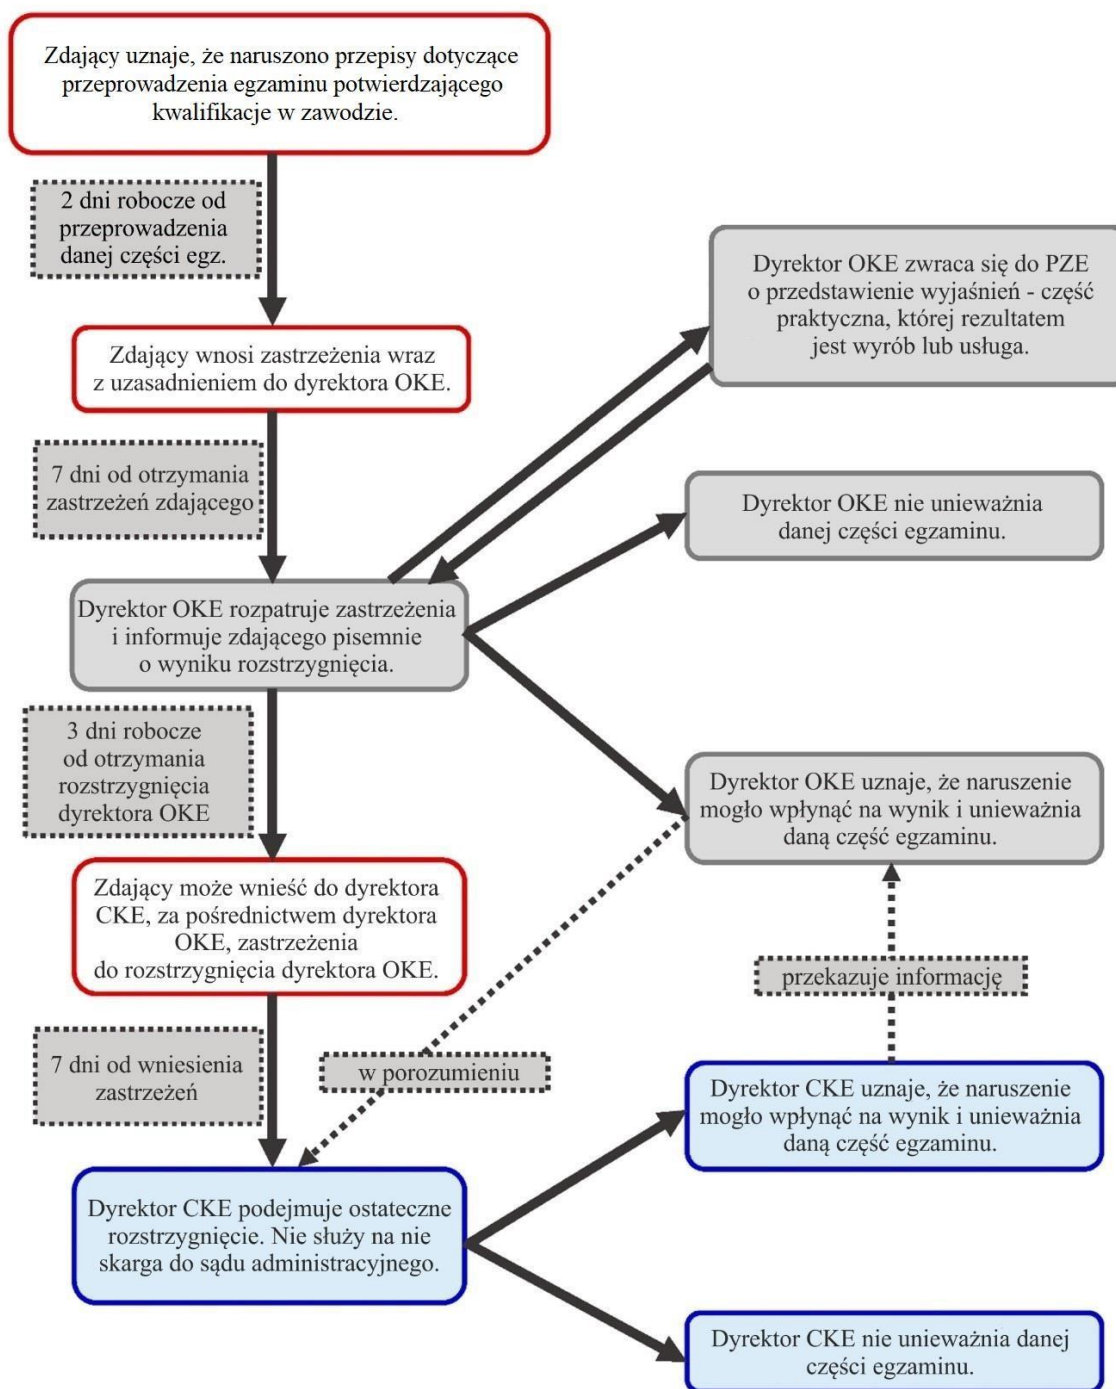 Zdający uznaje, że naruszono przepisy dotyczące
przeprowadzenia egzaminu potwierdzającego
kwalifikacje w zawodzie.
2 dni robocze od
przeprowadzenia
danej części egz.
Dyrektor OKE zwraca się do PZE
o przedstawienie wyjaśnień - część
praktyczna, której rezultatem
jest wyrób lub usługa.
Zdający wnosi zastrzeżenia wraz
z uzasadnieniem do dyrektora OKE.
7 dni od otrzymania
zastrzeżeń zdającego
Dyrektor OKE nie unieważnia
danej części egzaminu.
Dyrektor OKE rozpatruje zastrzeżenia
i informuje zdającego pisemnie
o wyniku rozstrzygnięcia.
3 dni robocze
od otrzymania
rozstrzygnięcia
dyrektora OKE
Dyrektor OKE uznaje, że naruszenie
mogło wpłynąć na wynik i unieważnia
daną część egzaminu.
Zdający może wnieść do dyrektora
CKE, za pośrednictwem dyrektora
OKE, zastrzeżenia
do rozstrzygnięcia dyrektora OKE.
przekazuje informację
7 dni od wniesienia
zastrzeżeń
w porozumieniu
Dyrektor CKE uznaje, że naruszenie
mogło wpłynąć na wynik i unieważnia
daną część egzaminu.
Dyrektor CKE podejmuje ostateczne
rozstrzygnięcie. Nie służy na nie
skarga do sądu administracyjnego.
Dyrektor CKE nie unieważnia danej
części egzaminu.